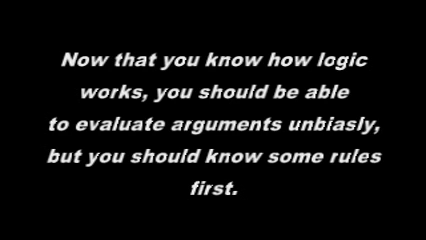 Now that you know how logic
works, you should be able
to evaluate arguments unbiasly,
but you should know some rules
first.